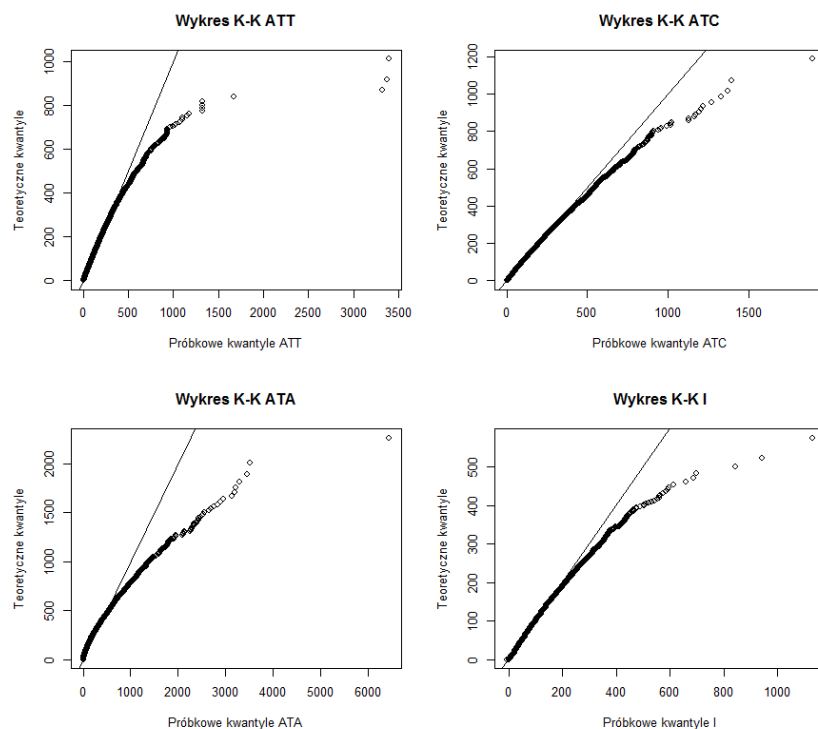 Wykres K-K ATT
Teoretyczne kwantyle
0 200 400 600 800 1000
0 500 1000 1500 2000 2500 3000 3500
Próbkowe kwantyle ATT
Wykres K-K ATC
Teoretyczne kwantyle
0 200 400 600 800 1000 1200
0 500 1000 1500
Próbkowe kwantyle ATC
Wykres K-K ATA
Teoretyczne kwantyle
0 500 1000 1500 2000
0 1000 2000 3000 4000 5000 6000
Próbkowe kwantyle ATA
Wykres K-K I
Teoretyczne kwantyle
0 100 200 300 400 500
0 200 400 600 800 1000
Próbkowe kwantyle I